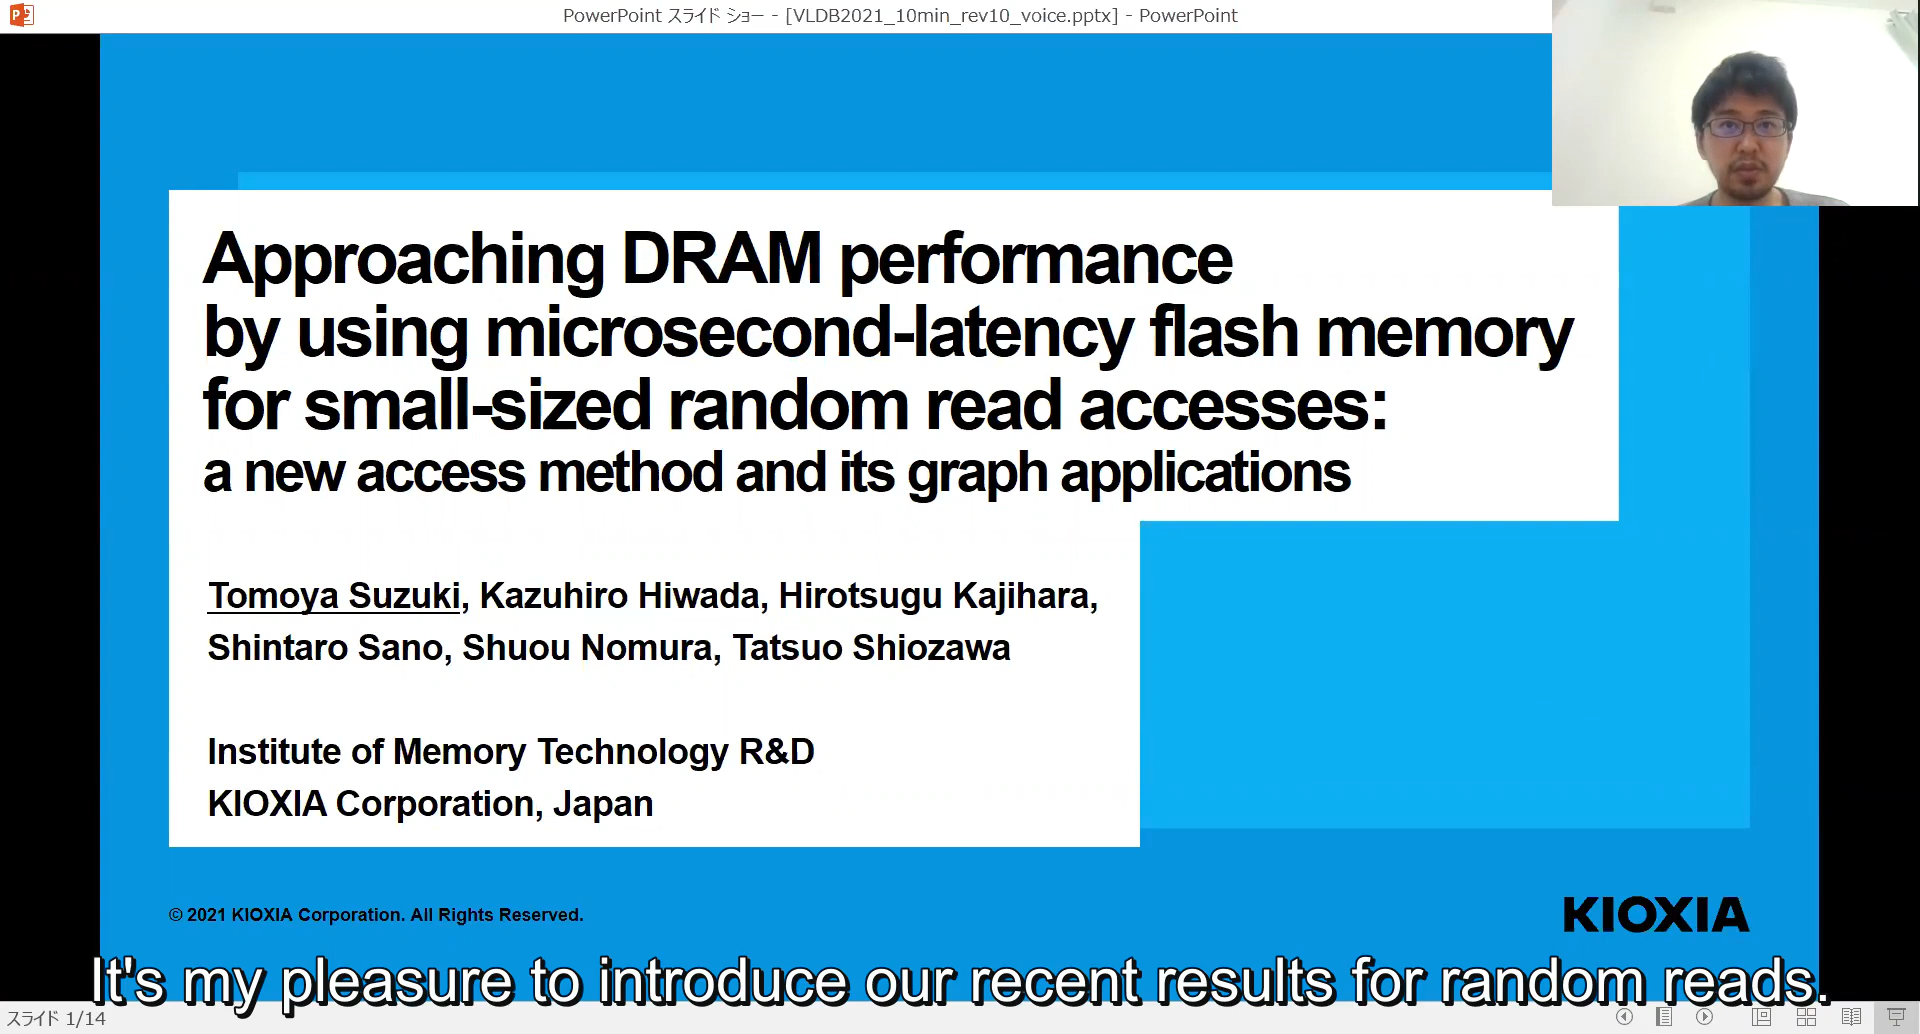 PowerPoint スライド ショー - [VLDB2021_10min_rev10_voice.pptx] - PowerPoint
Approaching DRAM performance
by using microsecond-latency flash memory
for small-sized random read accesses:
a new access method and its graph applications
Tomoya Suzuki, Kazuhiro Hiwada, Hirotsugu Kajihara,
Shintaro Sano, Shuou Nomura, Tatsuo Shiozawa
Institute of Memory Technology R&D
KIOXIA Corporation, Japan
© 2021 KIOXIA Corporation. All Rights Reserved.
KIOXIA
It's my pleasure to introduce our recent results for random reads.
スライド 1/14